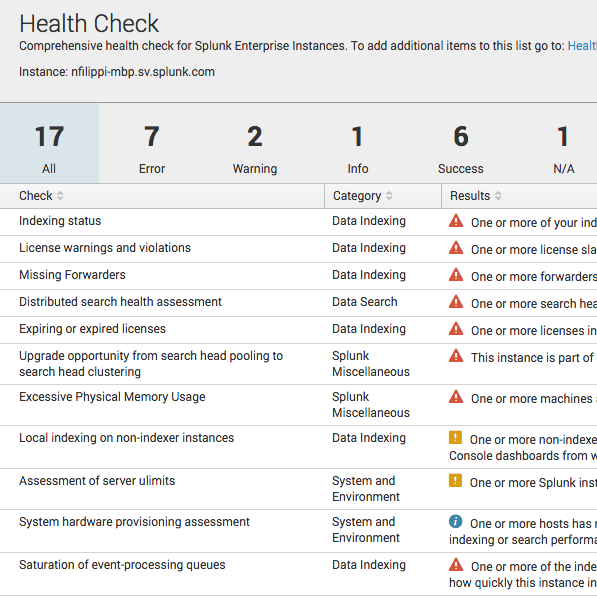 Health Check
Comprehensive health check for Splunk Enterprise Instances. To add additional items to this list go to: Healt
Instance: nfilippi-mbp.sv.splunk.com
17 7 2 1 6 1
All Error Warning Info Success N/A
Check Category Results
Indexing status Data Indexing One or more of your ind
License warnings and violations Data Indexing One or more license sla
Missing Forwarders Data Indexing One or more forwarders
Distributed search health assessment Data Search One or more search hea
Expiring or expired licenses Data Indexing One or more licenses in
Upgrade opportunity from search head pooling to Splunk This instance is part of
search head clustering Miscellaneous
Excessive Physical Memory Usage Splunk One or more machines a
Miscellaneous
Local indexing on non-indexer instances Data Indexing One or more non-indexe
Console dashboards from w
Assessment of server ulimits System and One or more Splunk inst
Environment
System hardware provisioning assessment System and One or more hosts has r
Environment indexing or search performa
Saturation of event-processing queues Data Indexing One or more of the inde
how quickly this instance in